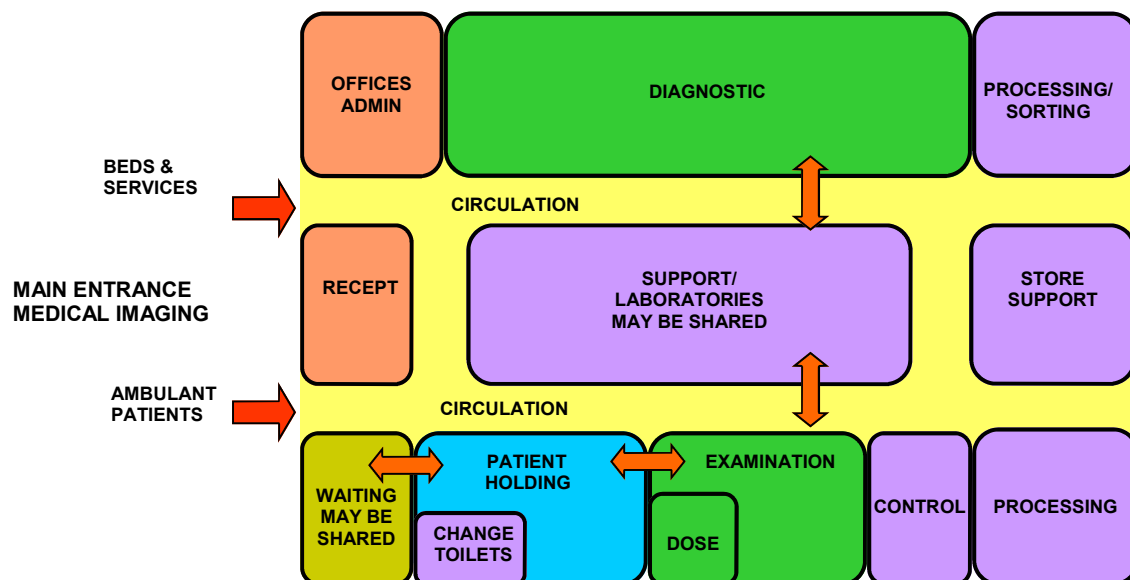 OFFICES
ADMIN
DIAGNOSTIC
PROCESSING/
SORTING
BEDS &
SERVICES
CIRCULATION
MAIN ENTRANCE
MEDICAL IMAGING
RECEPT
SUPPORT/
LABORATORIES
MAY BE SHARED
STORE
SUPPORT
AMBULANT
PATIENTS
CIRCULATION
WAITING
MAY BE
SHARED
PATIENT
HOLDING
CHANGE
TOILETS
EXAMINATION
DOSE
CONTROL
PROCESSING